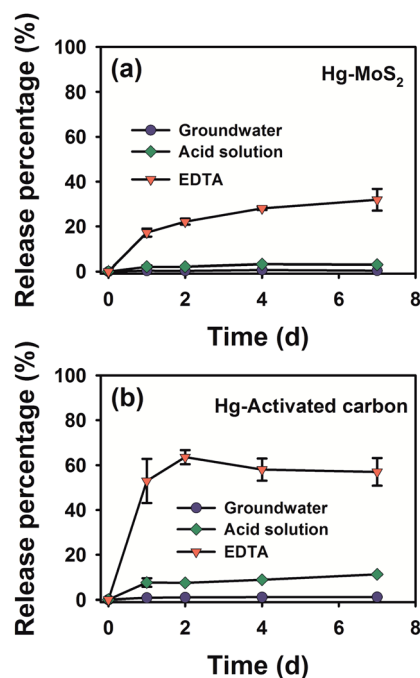 100
(a)
Hg-MoS2
80
Groundwater
60
Acid solution
EDTA
40
20
0
0 2 4 6 8
Release percentage (%)
Time (d)
100
(b)
Hg-Activated carbon
80
60
Groundwater
40
Acid solution
EDTA
20
0
0 2 4 6 8
Release percentage (%)
Time (d)